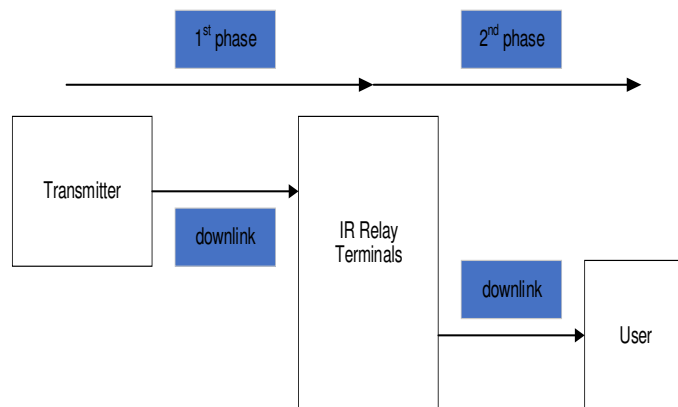 1st phase
2nd phase
Transmitter
downlink
IR Relay
Terminals
downlink
User